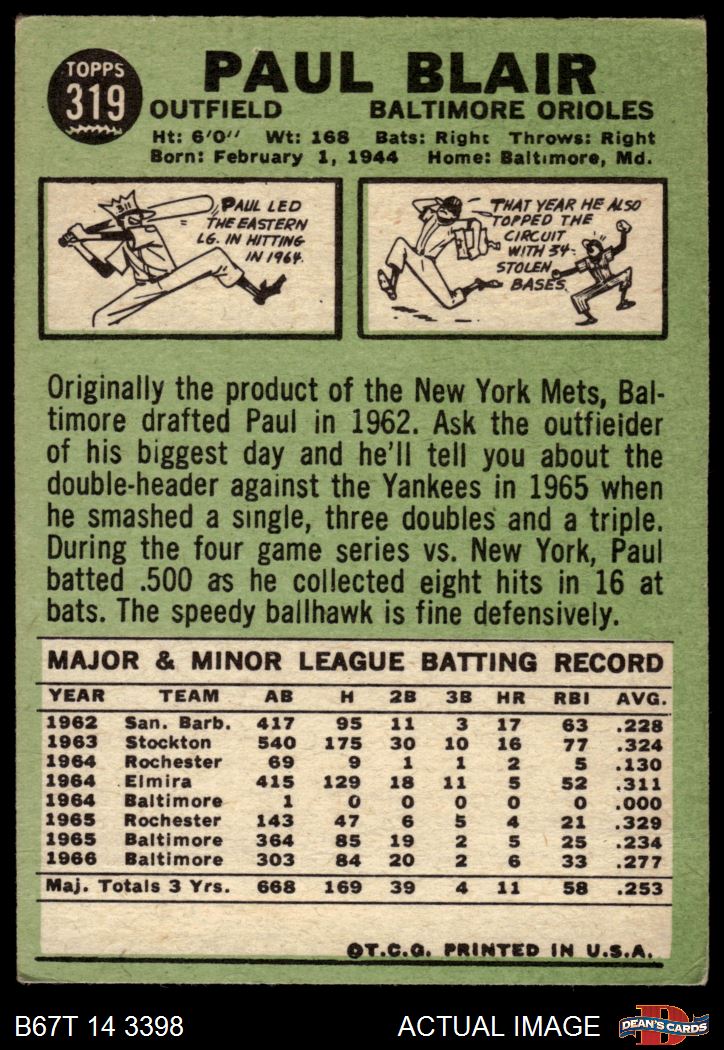 TOPPS
319
PAUL BLAIR
OUTFIELD BALTIMORE ORIOLES
Ht: 6'0" Wt: 168 Bats: Right Throws: Right
Born: February 1, 1944 Home: Baltimore, Md.
.311
PAUL LED
THE EASTERN
LG. IN HITTING
IN 1964.
THAT YEAR HE ALSO
TOPPED THE
CIRCUIT
WITH 34
STOLEN
BASES.
Originally the product of the New York Mets, Bal-
timore drafted Paul in 1962. Ask the outfieider
of his biggest day and he'll tell you about the
double-header against the Yankees in 1965 when
he smashed a single, three doubles and a triple.
During the four game series vs. New York, Paul
batted .500 as he collected eight hits in 16 at
bats. The speedy ballhawk is fine defensively.
MAJOR & MINOR LEAGUE BATTING RECORD
YEAR TEAM AB H 2B 3B HR RBI AVG.
1962 San. Barb. 417 95 11 3 17 63 .228
1963 Stockton 540 175 30 10 16 77 .324
1964 Rochester 69 9 1 1 2 5 .130
1964 Elmira 415 129 18 11 5 52 .311
1964 Baltimore 1 0 0 0 0 0 .000
1965 Rochester 143 47 6 5 4 21 .329
1965 Baltimore 364 85 19 2 5 25 .234
1966 Baltimore 303 84 20 2 6 33 .277
Maj. Totals 3 Yrs. 668 169 39 4 11 58 .253
©T.C.G. PRINTED IN U.S.A.
B67T 14 3398 ACTUAL IMAGE
D
DEAN'S CARDS